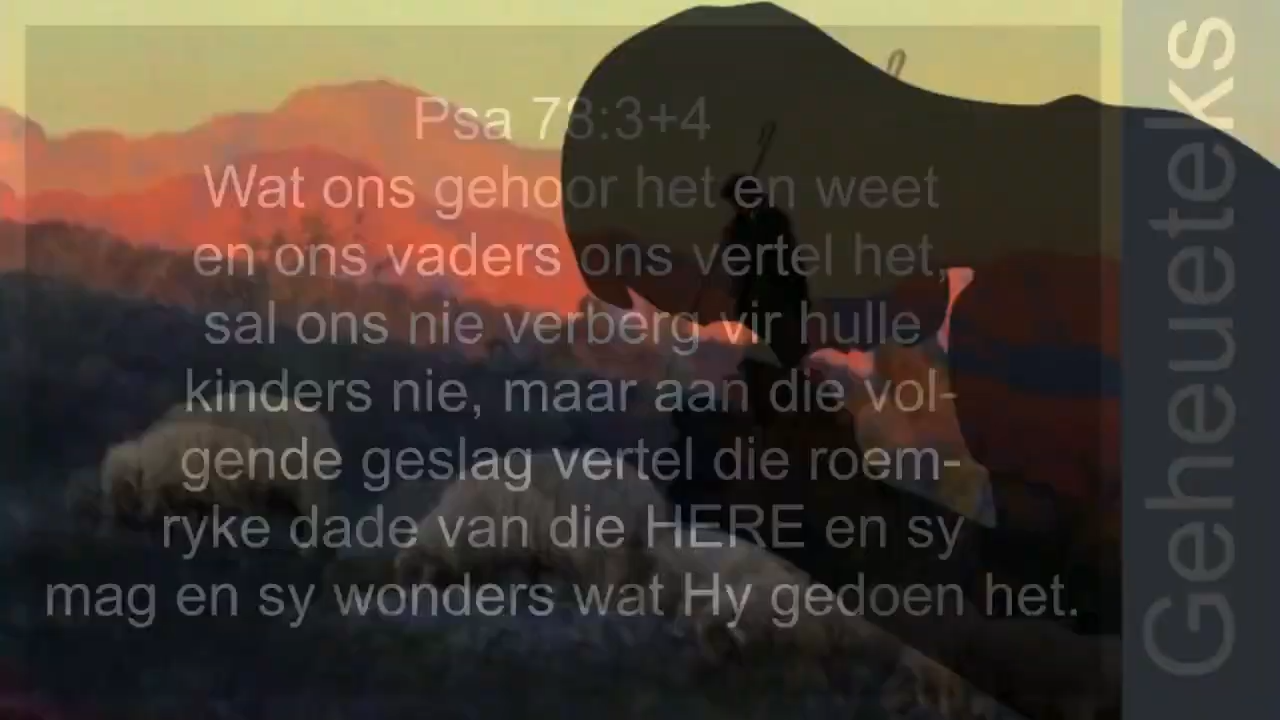 Psa 78:3+4
Wat ons gehoor het en weet
en ons vaders ons vertel het,
sal ons nie verberg vir hulle
kinders nie, maar aan die vol-
gende geslag vertel die roem-
ryke dade van die HERE en sy
mag en sy wonders wat Hy gedoen het.
Geheueteks